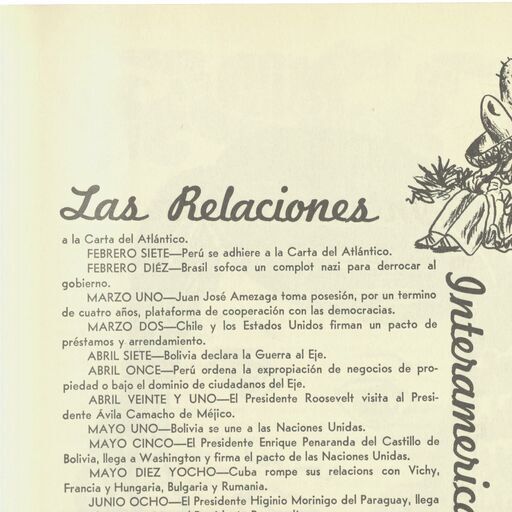 Las Relaciones
a la Carta del Atlántico.
FEBRERO SIETE—Perú se adhiere a la Carta del Atlántico.
FEBRERO DIÉZ—Brasil sofoca un complot nazi para derrocar al
gobierno.
MARZO UNO—Juan José Amezaga toma posesión, por un termino
de cuatro años, plataforma de cooperación con las democracias.
MARZO DOS—Chile y los Estados Unidos firman un pacto de
préstamos y arrendamiento.
ABRIL SIETE—Bolivia declara la Guerra al Eje.
ABRIL ONCE—Perú ordena la expropiación de negocios de pro-
piedad o bajo el dominio de ciudadanos del Eje.
ABRIL VEINTE Y UNO—El Presidente Roosevelt visita al Presi-
dente Ávila Camacho de Méjico.
MAYO UNO—Bolivia se une a las Naciones Unidas.
MAYO CINCO—El Presidente Enrique Penaranda del Castillo de
Bolivia, llega a Washington y firma el pacto de las Naciones Unidas.
MAYO DIEZ YOCHO—Cuba rompe sus relacions con Vichy,
Francia y Hungaria, Bulgaria y Rumania.
JUNIO OCHO—El Presidente Higinio Morinigo del Paraguay, llega
Interamerica